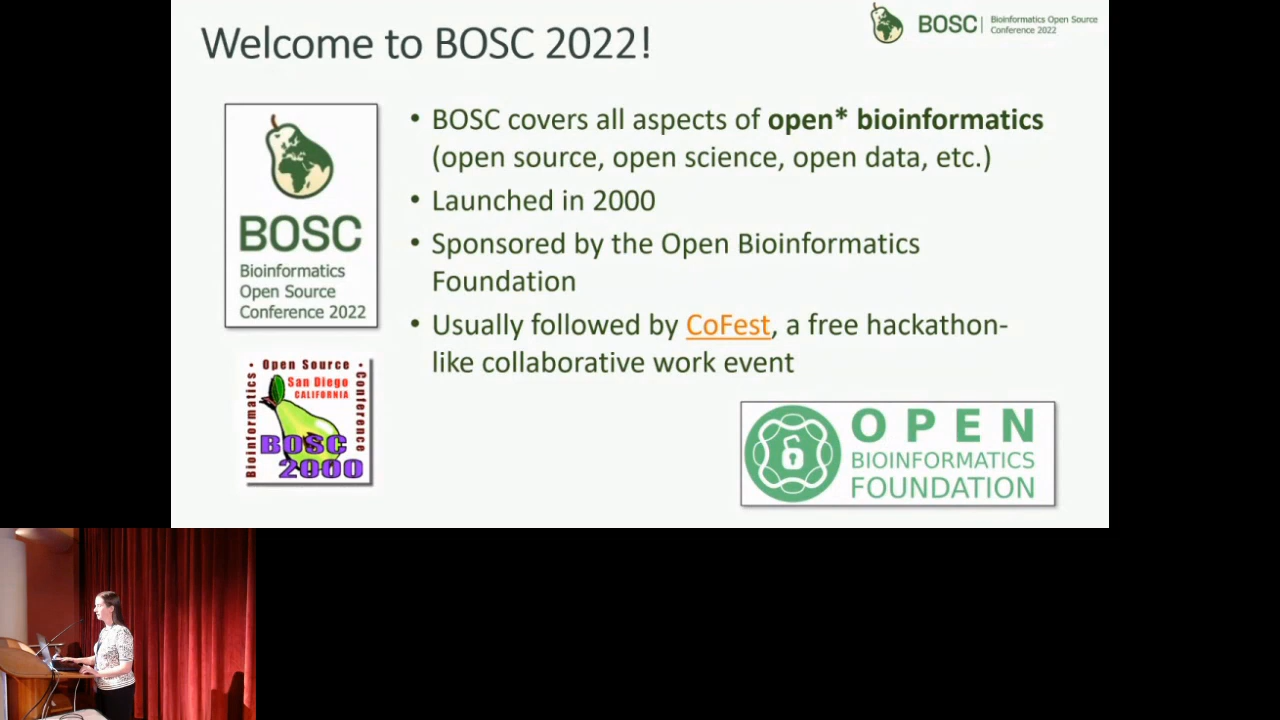 Welcome to BOSC 2022!
BOSC
Bioinformatics Open Source
Conference 2022
• BOSC covers all aspects of open* bioinformatics
(open source, open science, open data, etc.)
• Launched in 2000
• Sponsored by the Open Bioinformatics
Foundation
• Usually followed by CoFest, a free hackathon-
like collaborative work event
BOSC
Bioinformatics
Open Source
Conference 2022
Bioinformatics • Open Source • Conference
San Diego
CALIFORNIA
BOSC
2000
OPEN
BIOINFORMATICS
FOUNDATION